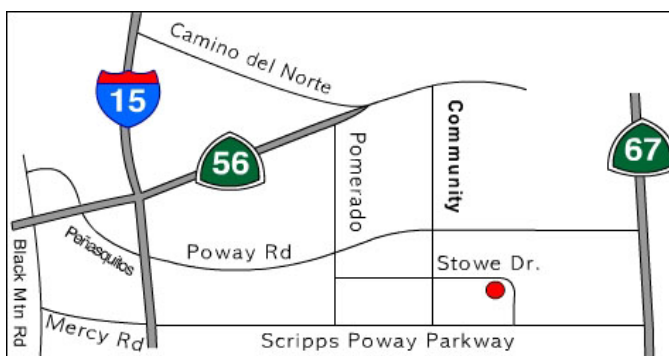 Camino del Norte
15
56
Pomerado
Community
67
Peñasquitos
Poway Rd
Stowe Dr.
Black Mtn Rd
Mercy Rd
Scripps Poway Parkway